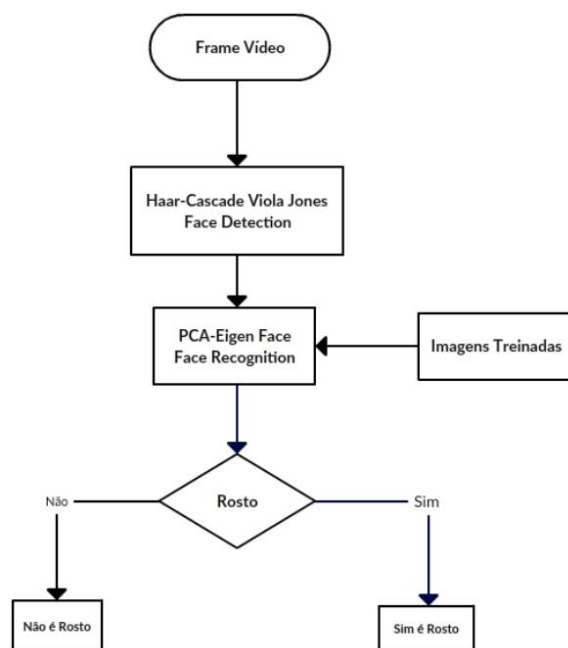 Frame Vídeo
Haar-Cascade Viola Jones
Face Detection
PCA-Eigen Face
Face Recognition
Imagens Treinadas
Rosto
Não
Sim
Não é Rosto
Sim é Rosto